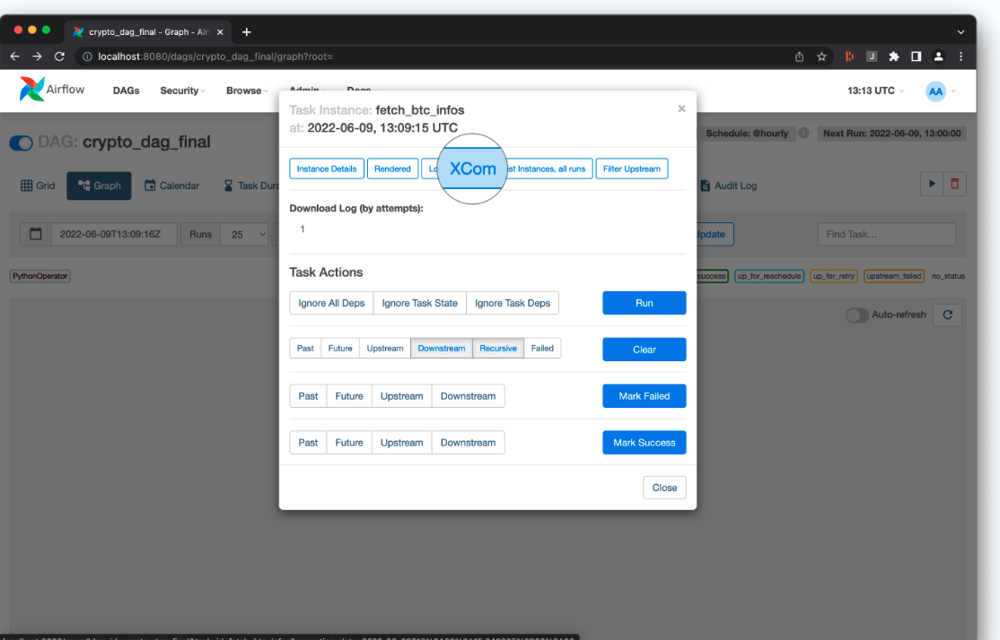 crypto_dag_final - Graph - Airf
localhost:8080/dags/crypto_dag_final/graph?root=
Airflow DAGs Security Browse Admin Docs 13:13 UTC AA
Task Instance: fetch_btc_infos
at: 2022-06-09, 13:09:15 UTC
DAG: crypto_dag_final
Schedule: @hourly Next Run: 2022-06-09, 13:00:00
Instance Details Rendered XCom Instances, all runs Filter Upstream
Grid Graph Calendar Task Audit Log
Download Log (by attempts):
1
2022-06-09T13:09:16Z Runs 25 Find Task...
PythonOperator
success up_for_reschedule up_for_retry upstream_failed no_status
Task Actions
Ignore All Deps Ignore Task State Ignore Task Deps Run
Auto-refresh
Past Future Upstream Downstream Recursive Failed Clear
Past Future Upstream Downstream Mark Failed
Past Future Upstream Downstream Mark Success
Close